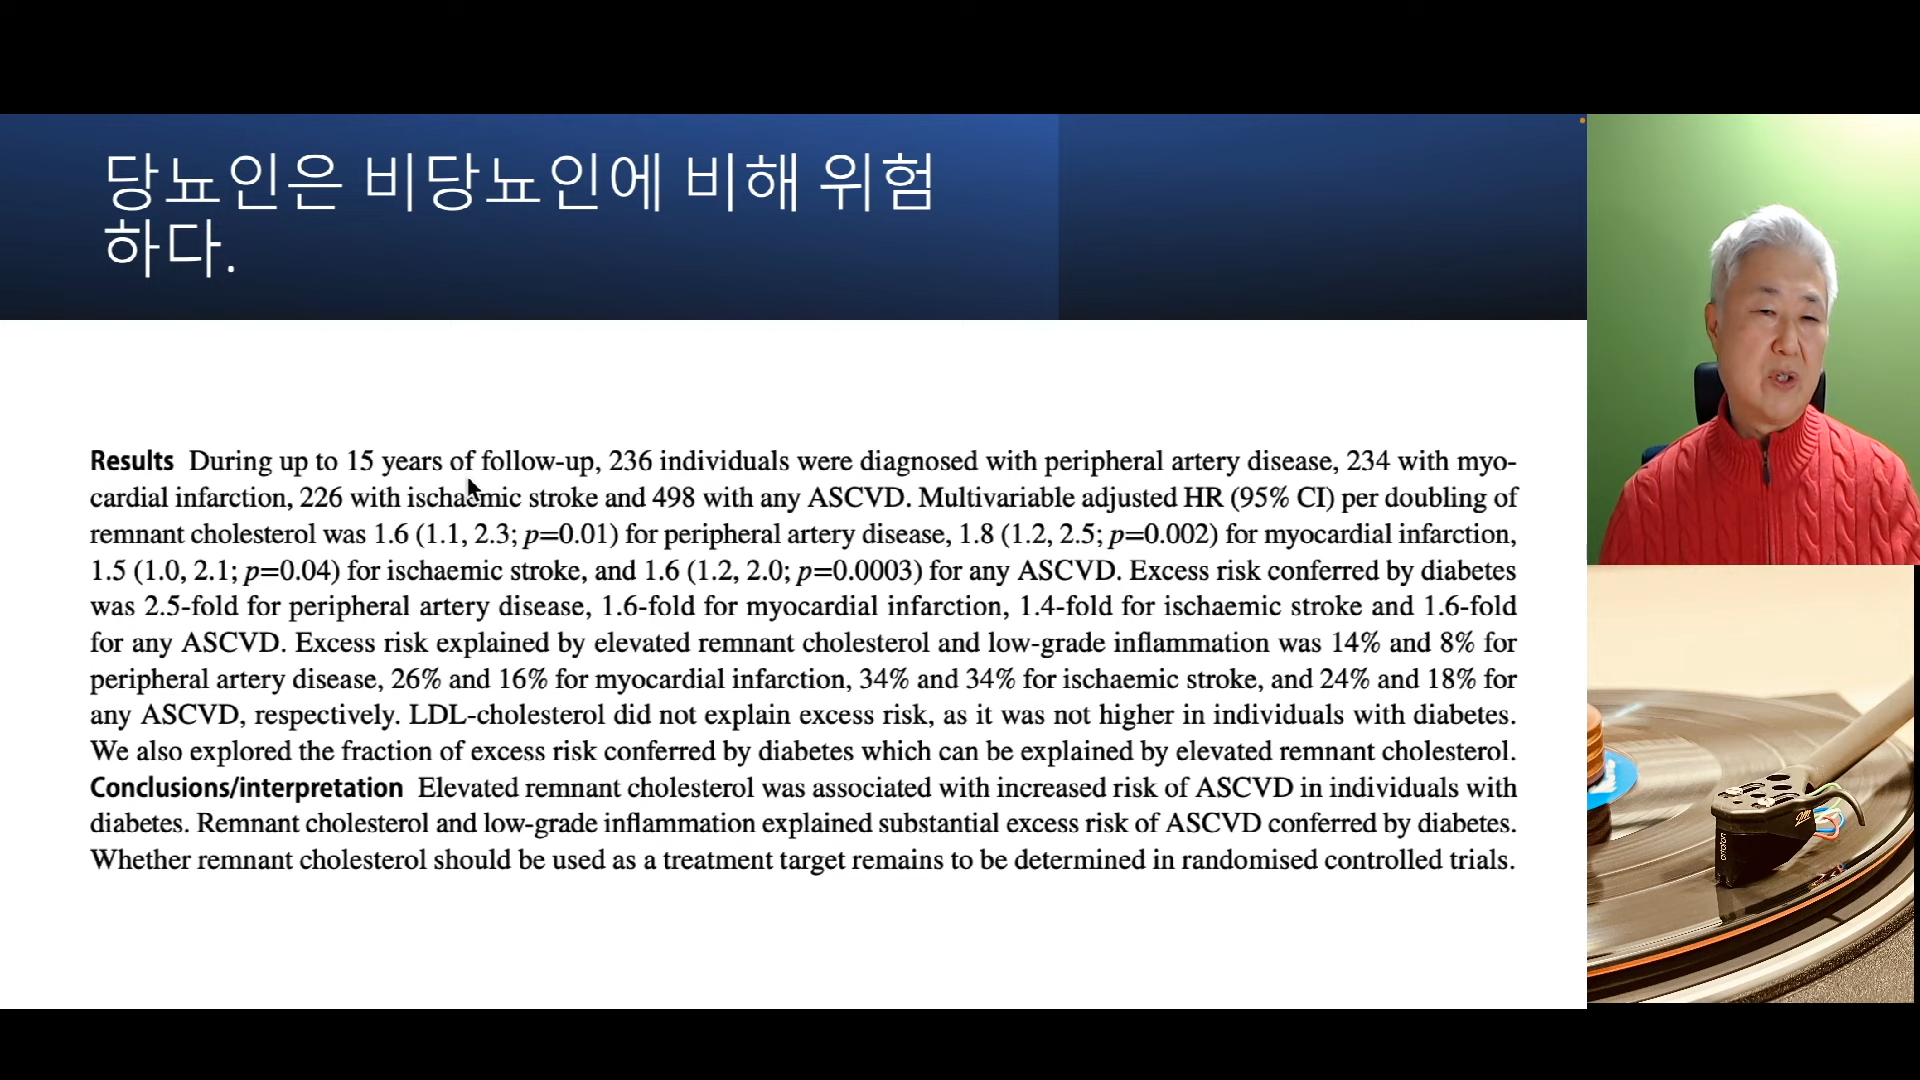 당뇨인은 비당뇨인에 비해 위험
하다.
Results During up to 15 years of follow-up, 236 individuals were diagnosed with peripheral artery disease, 234 with myo-
cardial infarction, 226 with ischaemic stroke and 498 with any ASCVD. Multivariable adjusted HR (95% CI) per doubling of
remnant cholesterol was 1.6 (1.1, 2.3; p=0.01) for peripheral artery disease, 1.8 (1.2, 2.5; p=0.002) for myocardial infarction,
1.5 (1.0, 2.1; p=0.04) for ischaemic stroke, and 1.6 (1.2, 2.0; p=0.0003) for any ASCVD. Excess risk conferred by diabetes
was 2.5-fold for peripheral artery disease, 1.6-fold for myocardial infarction, 1.4-fold for ischaemic stroke and 1.6-fold
for any ASCVD. Excess risk explained by elevated remnant cholesterol and low-grade inflammation was 14% and 8% for
peripheral artery disease, 26% and 16% for myocardial infarction, 34% and 34% for ischaemic stroke, and 24% and 18% for
any ASCVD, respectively. LDL-cholesterol did not explain excess risk, as it was not higher in individuals with diabetes.
We also explored the fraction of excess risk conferred by diabetes which can be explained by elevated remnant cholesterol.
Conclusions/interpretation Elevated remnant cholesterol was associated with increased risk of ASCVD in individuals with
diabetes. Remnant cholesterol and low-grade inflammation explained substantial excess risk of ASCVD conferred by diabetes.
Whether remnant cholesterol should be used as a treatment target remains to be determined in randomised controlled trials.
ortofon
2M